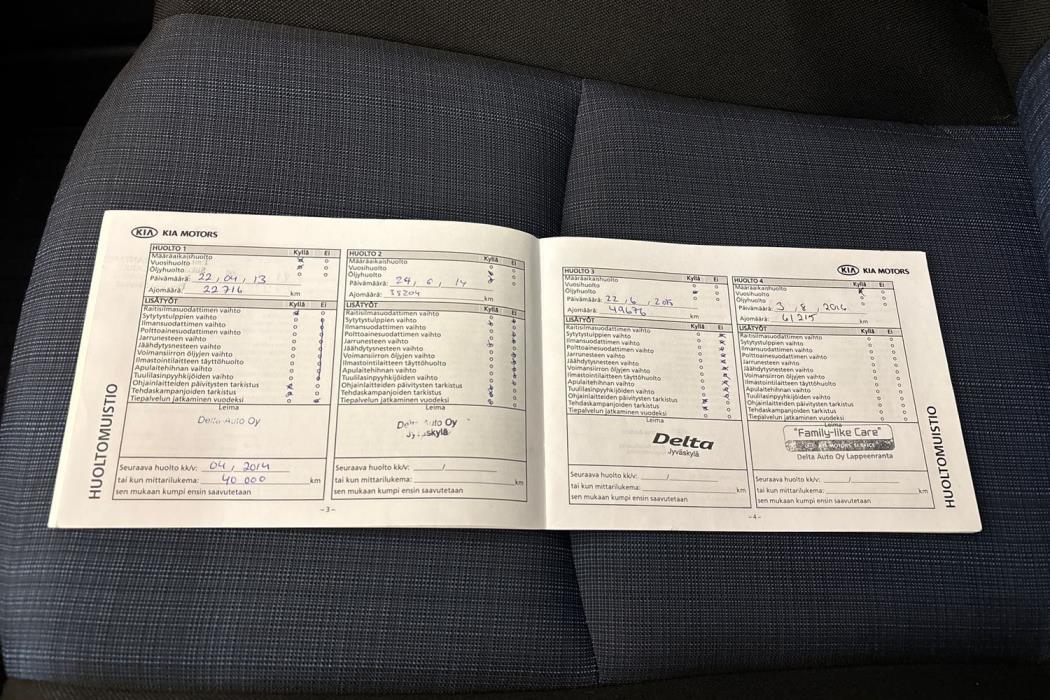 KIA KIA MOTORS
HUOLTO 1
Kyllä Ei
Määräaikaishuolto
Vuosihuolto
Öljyhuolto
Päivämäärä: 22, 04, 13
Ajomäärä: 22716 km
LISÄTYÖT Kyllä Ei
Raitisilmasuodattimen vaihto
Sytytystulppien vaihto
Ilmansuodattimen vaihto
Polttoainesuodattimen vaihto
Jarrunesteen vaihto
Jäähdytysnesteen vaihto
Voimansiirron öljyjen vaihto
Ilmastointilaitteen täyttöhuolto
Apulaitehihnan vaihto
Tuulilasinpyyhkijöiden vaihto
Ohjainlaitteiden päivitysten tarkistus
Tehdaskampanjoiden tarkistus
Tiepalvelun jatkaminen vuodeksi
Leima
Delta Auto Oy
Seuraava huolto kk/v: 04, 2014
tai kun mittarilukema: 40 000 km
sen mukaan kumpi ensin saavutetaan
HUOLTOMUISTIO
-3-
HUOLTO 2
Kyllä Ei
Määräaikaishuolto
Vuosihuolto
Öljyhuolto
Päivämäärä: 24, 6, 14
Ajomäärä: 35204 km
LISÄTYÖT Kyllä Ei
Raitisilmasuodattimen vaihto
Sytytystulppien vaihto
Ilmansuodattimen vaihto
Polttoainesuodattimen vaihto
Jarrunesteen vaihto
Jäähdytysnesteen vaihto
Voimansiirron öljyjen vaihto
Ilmastointilaitteen täyttöhuolto
Apulaitehihnan vaihto
Tuulilasinpyyhkijöiden vaihto
Ohjainlaitteiden päivitysten tarkistus
Tehdaskampanjoiden tarkistus
Tiepalvelun jatkaminen vuodeksi
Leima
Delta Auto Oy
Jyväskylä
Seuraava huolto kk/v: /
tai kun mittarilukema: km
sen mukaan kumpi ensin saavutetaan
HUOLTO 3
Kyllä Ei
Määräaikaishuolto
Vuosihuolto
Öljyhuolto
Päivämäärä: 22, 6, 2015
Ajomäärä: 49676 km
LISÄTYÖT Kyllä Ei
Raitisilmasuodattimen vaihto
Sytytystulppien vaihto
Ilmansuodattimen vaihto
Polttoainesuodattimen vaihto
Jarrunesteen vaihto
Jäähdytysnesteen vaihto
Voimansiirron öljyjen vaihto
Ilmastointilaitteen täyttöhuolto
Apulaitehihnan vaihto
Tuulilasinpyyhkijöiden vaihto
Ohjainlaitteiden päivitysten tarkistus
Tehdaskampanjoiden tarkistus
Tiepalvelun jatkaminen vuodeksi
Leima
Delta
Jyväskylä
Seuraava huolto kk/v: /
tai kun mittarilukema: km
sen mukaan kumpi ensin saavutetaan
-4-
KIA KIA MOTORS
HUOLTO 4
Kyllä Ei
Määräaikaishuolto
Vuosihuolto
Öljyhuolto
Päivämäärä: 3, 8, 2016
Ajomäärä: 61215 km
LISÄTYÖT Kyllä Ei
Raitisilmasuodattimen vaihto
Sytytystulppien vaihto
Ilmansuodattimen vaihto
Polttoainesuodattimen vaihto
Jarrunesteen vaihto
Jäähdytysnesteen vaihto
Voimansiirron öljyjen vaihto
Ilmastointilaitteen täyttöhuolto
Apulaitehihnan vaihto
Tuulilasinpyyhkijöiden vaihto
Ohjainlaitteiden päivitysten tarkistus
Tehdaskampanjoiden tarkistus
Tiepalvelun jatkaminen vuodeksi
Leima
"Family-like Care"
KIA MOTORS SERVICE
Delta Auto Oy Lappeenranta
Seuraava huolto kk/v: /
tai kun mittarilukema: km
sen mukaan kumpi ensin saavutetaan
HUOLTOMUISTIO